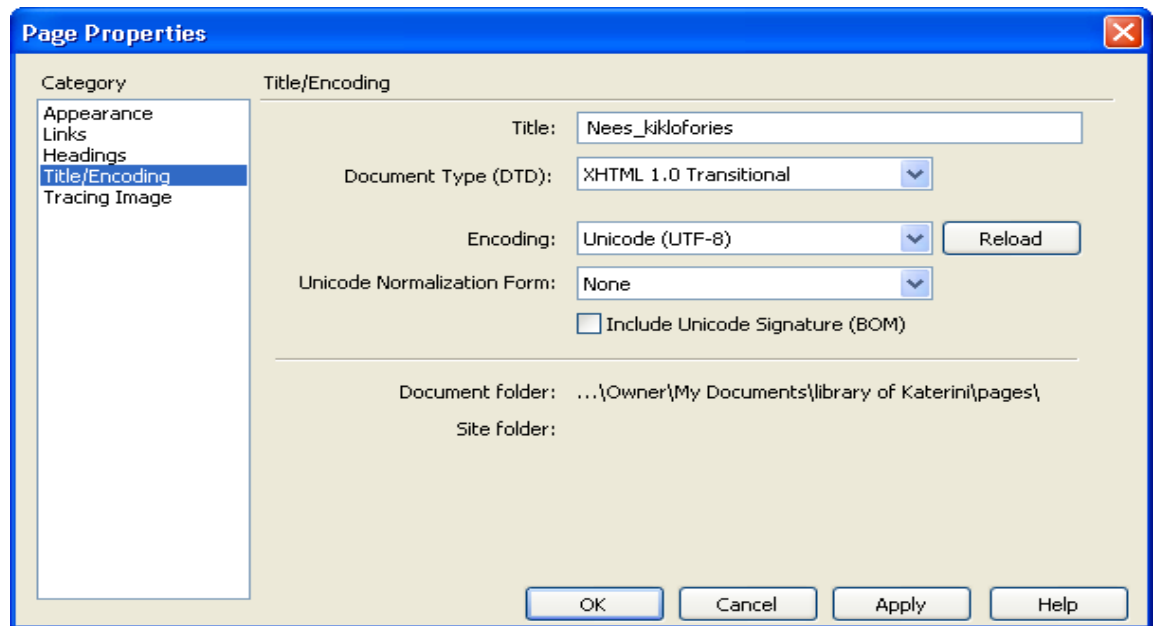 Page Properties
Category
Appearance
Links
Headings
Title/Encoding
Tracing Image
Title/Encoding
Title: Nees_kiklofories
Document Type (DTD): XHTML 1.0 Transitional
Encoding: Unicode (UTF-8) Reload
Unicode Normalization Form: None
Include Unicode Signature (BOM)
Document folder: ...\Owner\My Documents\library of Katerini\pages\
Site folder:
OK Cancel Apply Help